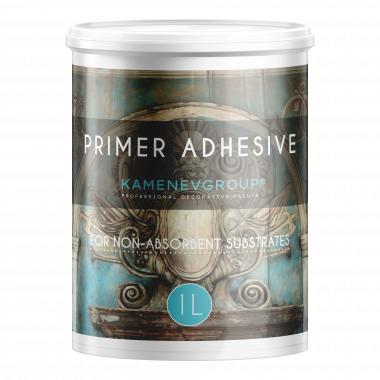 PRIMER ADHESIVE
KAMENEVGROUP®
PROFESSIONAL DECORATIVE PAINTS
FOR NON-ABSORBENT SUBSTRATES
1L